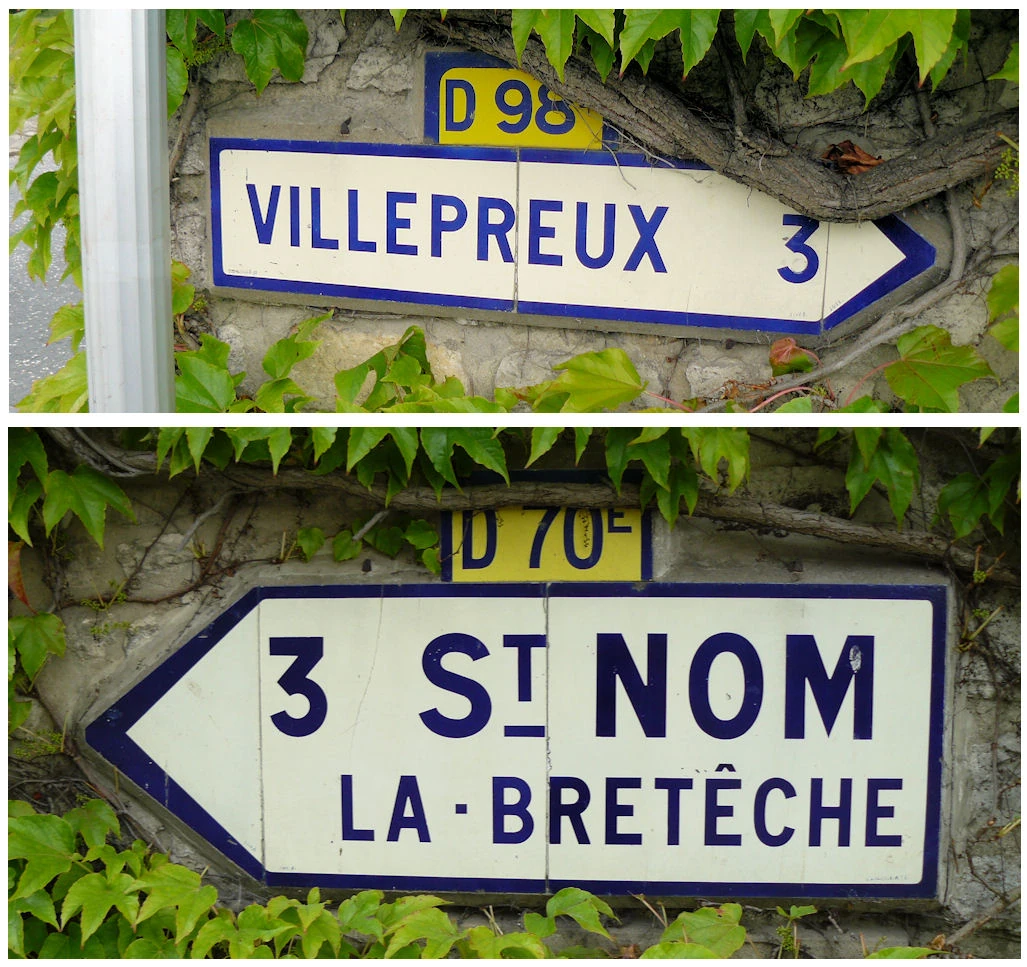 D 98
VILLEPREUX 3
D 70E
3 ST NOM
LA-BRETÊCHE